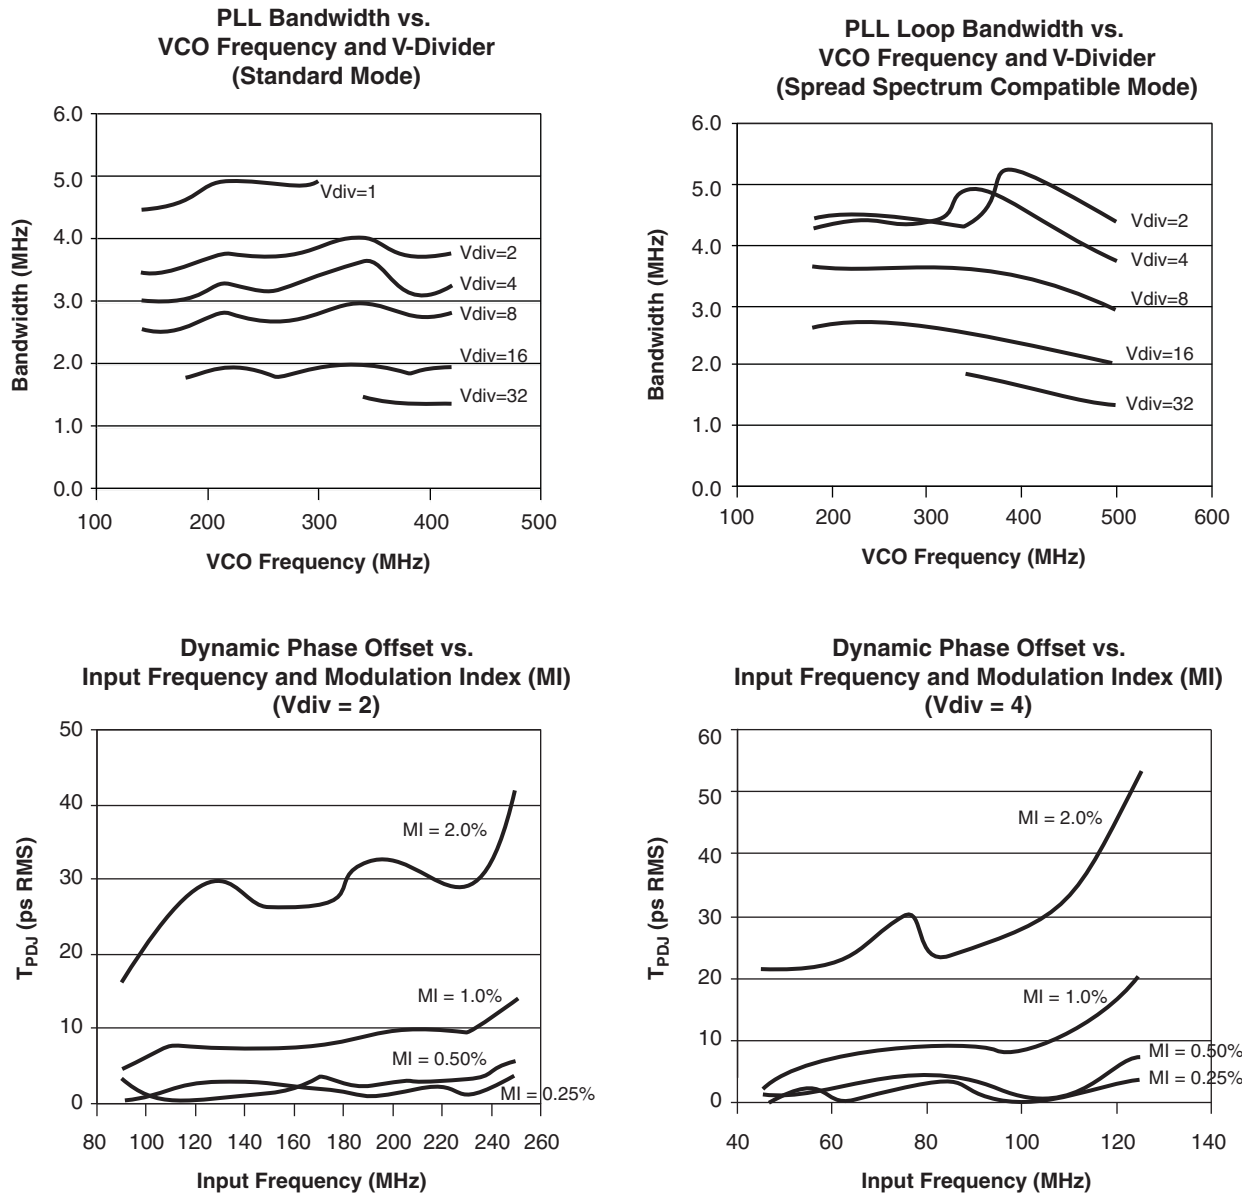 PLL Bandwidth vs.
VCO Frequency and V-Divider
(Standard Mode)
6.0
5.0
4.0
3.0
2.0
1.0
0.0
Bandwidth (MHz)
Vdiv=1
Vdiv=2
Vdiv=4
Vdiv=8
Vdiv=16
Vdiv=32
100 200 300 400 500
VCO Frequency (MHz)
PLL Loop Bandwidth vs.
VCO Frequency and V-Divider
(Spread Spectrum Compatible Mode)
6.0
5.0
4.0
3.0
2.0
1.0
0.0
Bandwidth (MHz)
Vdiv=2
Vdiv=4
Vdiv=8
Vdiv=16
Vdiv=32
100 200 300 400 500 600
VCO Frequency (MHz)
Dynamic Phase Offset vs.
Input Frequency and Modulation Index (MI)
(Vdiv = 2)
50
40
30
20
10
0
TPDJ (ps RMS)
MI = 2.0%
MI = 1.0%
MI = 0.50%
MI = 0.25%
80 100 120 140 160 180 200 220 240 260
Input Frequency (MHz)
Dynamic Phase Offset vs.
Input Frequency and Modulation Index (MI)
(Vdiv = 4)
60
50
40
30
20
10
0
TPDJ (ps RMS)
MI = 2.0%
MI = 1.0%
MI = 0.50%
MI = 0.25%
40 60 80 100 120 140
Input Frequency (MHz)